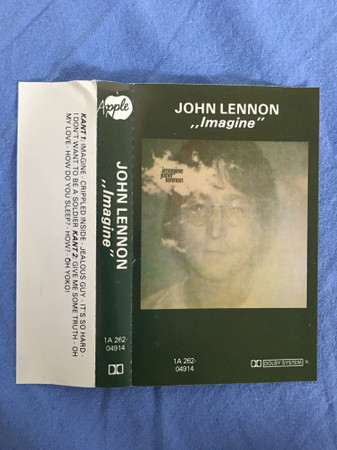 KANT 1: IMAGINE - CRIPPLED INSIDE - JEALOUS GUY - IT'S SO HARD -
I DON'T WANT TO BE A SOLDIER KANT 2: GIVE ME SOME TRUTH - OH
MY LOVE - HOW DO YOU SLEEP? - HOW? - OH YOKO!
Apple
JOHN LENNON
,,Imagine"
1A 262-
04914
JOHN LENNON
,,Imagine"
imagine
john
lennon
1A 262-
04914
DOLBY SYSTEM